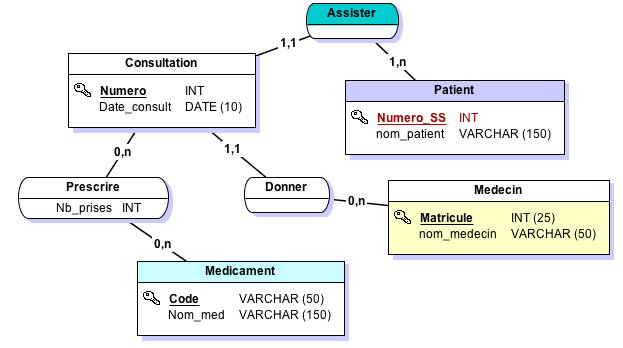 Assister
1,1
1,n
Consultation
Numero INT
Date_consult DATE (10)
Patient
Numero_SS INT
nom_patient VARCHAR (150)
0,n
1,1
Prescrire
Nb_prises INT
Donner
0,n
Medecin
Matricule INT (25)
nom_medecin VARCHAR (50)
0,n
Medicament
Code VARCHAR (50)
Nom_med VARCHAR (150)